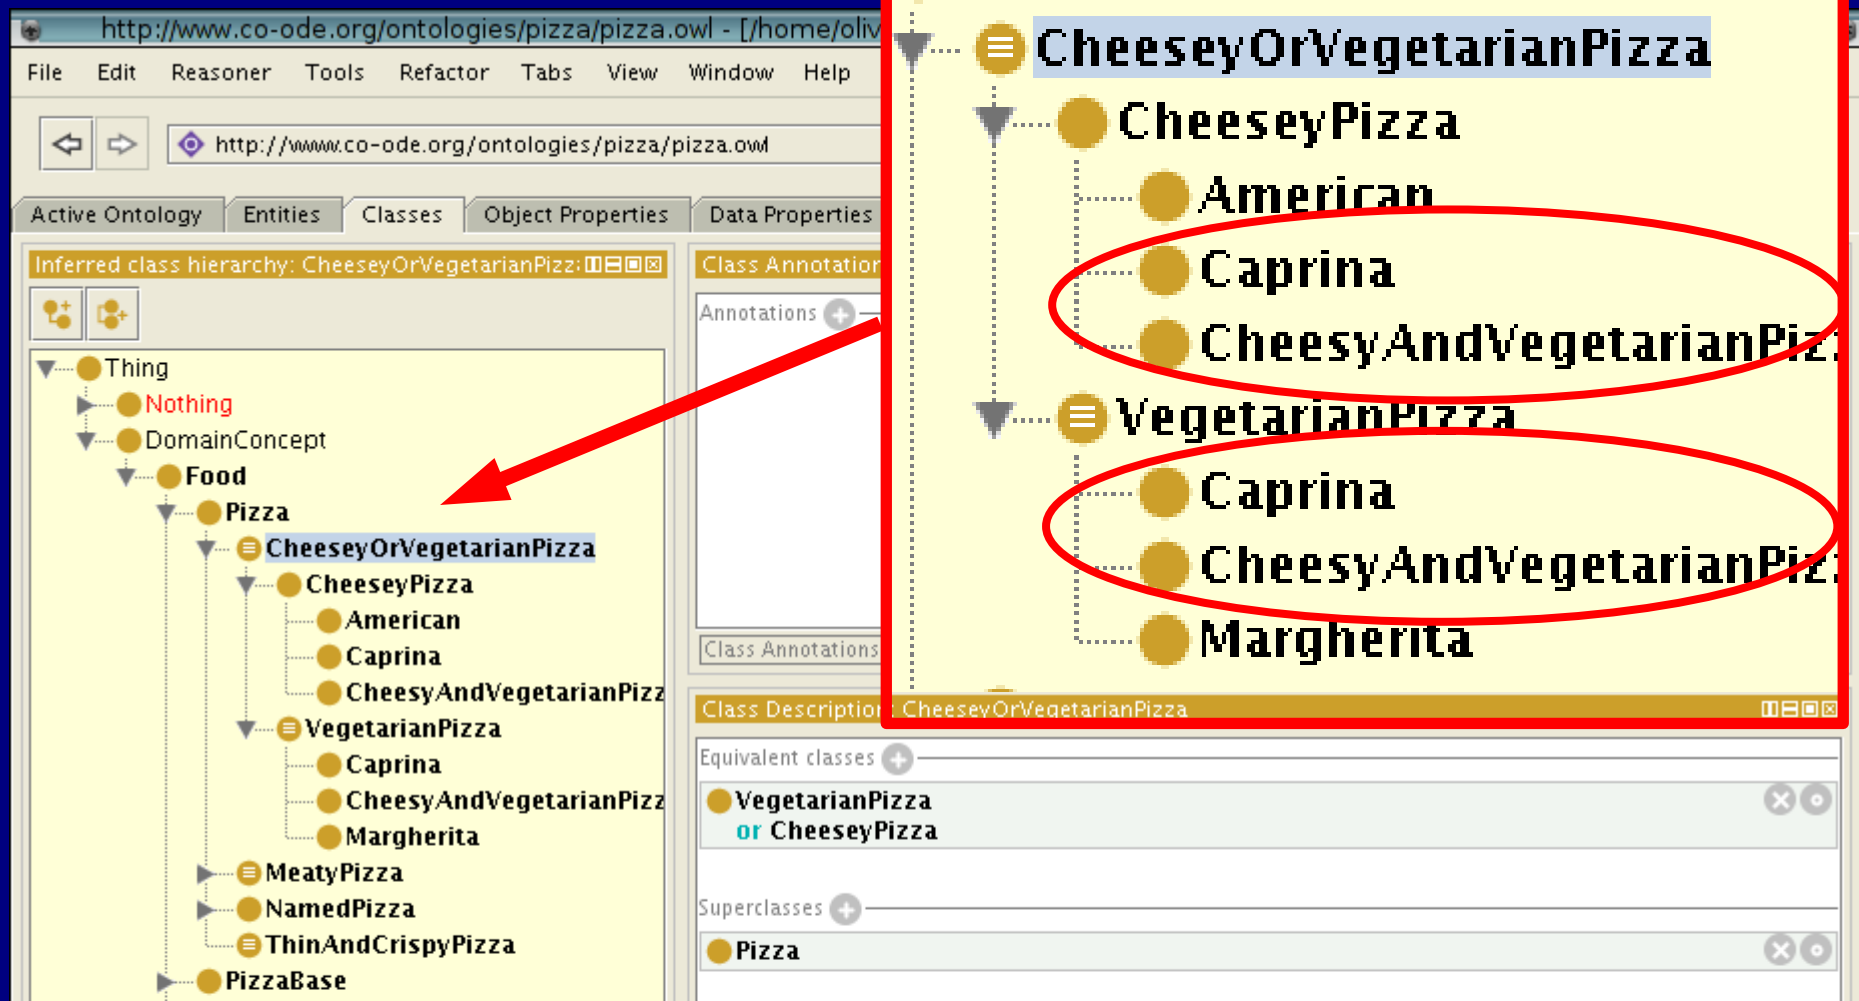 http://www.co-ode.org/ontologies/pizza/pizza.owl - [/home/oliv
File Edit Reasoner Tools Refactor Tabs View Window Help
http://www.co-ode.org/ontologies/pizza/pizza.owl
Active Ontology Entities Classes Object Properties Data Properties
Inferred class hierarchy: CheeseyOrVegetarianPizz
Thing
Nothing
DomainConcept
Food
Pizza
CheeseyOrVegetarianPizza
CheeseyPizza
American
Caprina
CheesyAndVegetarianPizz
VegetarianPizza
Caprina
CheesyAndVegetarianPizz
Margherita
MeatyPizza
NamedPizza
ThinAndCrispyPizza
PizzaBase
Class Annotation
Annotations
Class Annotations
CheeseyOrVegetarianPizza
CheeseyPizza
American
Caprina
CheesyAndVegetarianPiz
VegetarianPizza
Caprina
CheesyAndVegetarianPiz
Margherita
Class Description: CheeseyOrVegetarianPizza
Equivalent classes
VegetarianPizza
or CheeseyPizza
Superclasses
Pizza